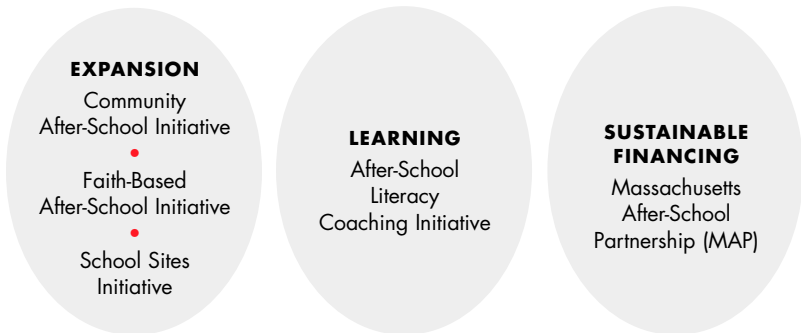 EXPANSION
Community
After-School Initiative
•
Faith-Based
After-School Initiative
•
School Sites
Initiative
LEARNING
After-School
Literacy
Coaching Initiative
SUSTAINABLE
FINANCING
Massachusetts
After-School
Partnership (MAP)